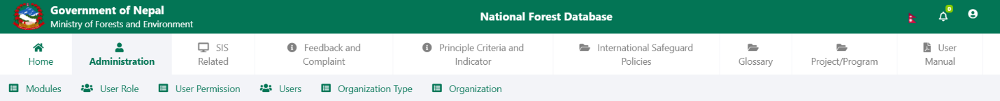 Government of Nepal
Ministry of Forests and Environment
National Forest Database
0
Home
Administration
SIS
Related
Feedback and
Complaint
Principle Criteria and
Indicator
International Safeguard
Policies
Glossary
Project/Program
User
Manual
Modules
User Role
User Permission
Users
Organization Type
Organization